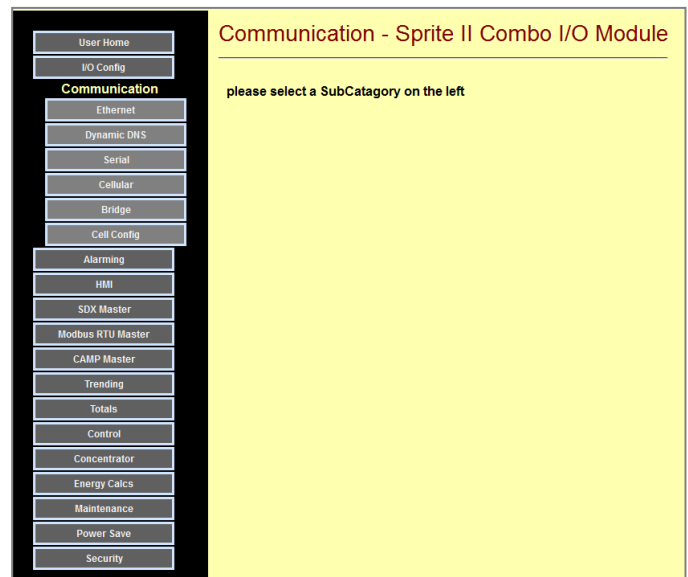 User Home
I/O Config
Communication
Ethernet
Dynamic DNS
Serial
Cellular
Bridge
Cell Config
Alarming
HMI
SDX Master
Modbus RTU Master
CAMP Master
Trending
Totals
Control
Concentrator
Energy Calcs
Maintenance
Power Save
Security
Communication - Sprite II Combo I/O Module
please select a SubCatagory on the left